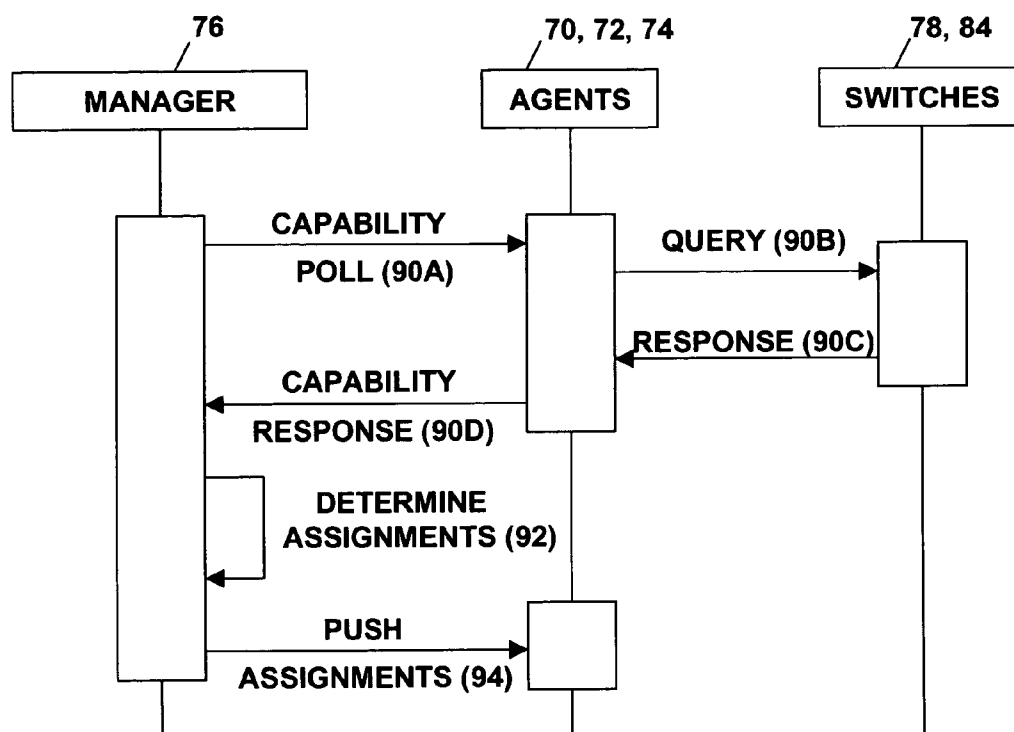 76
70, 72, 74
78, 84
MANAGER
AGENTS
SWITCHES
CAPABILITY
POLL (90A)
QUERY (90B)
RESPONSE (90C)
CAPABILITY
RESPONSE (90D)
DETERMINE
ASSIGNMENTS (92)
PUSH
ASSIGNMENTS (94)